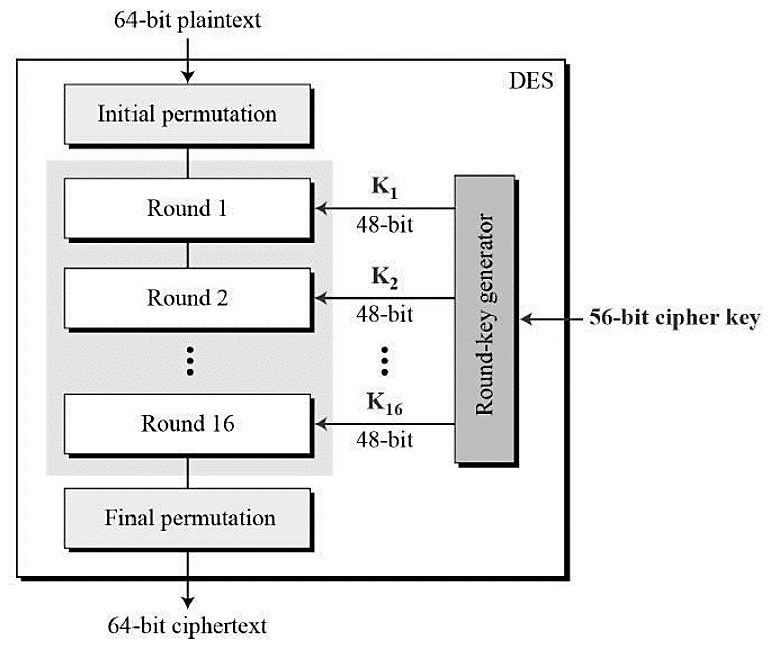 64-bit plaintext
DES
Initial permutation
Round 1
K₁
48-bit
Round 2
K₂
48-bit
Round-key generator
56-bit cipher key
Round 16
K₁₆
48-bit
Final permutation
64-bit ciphertext